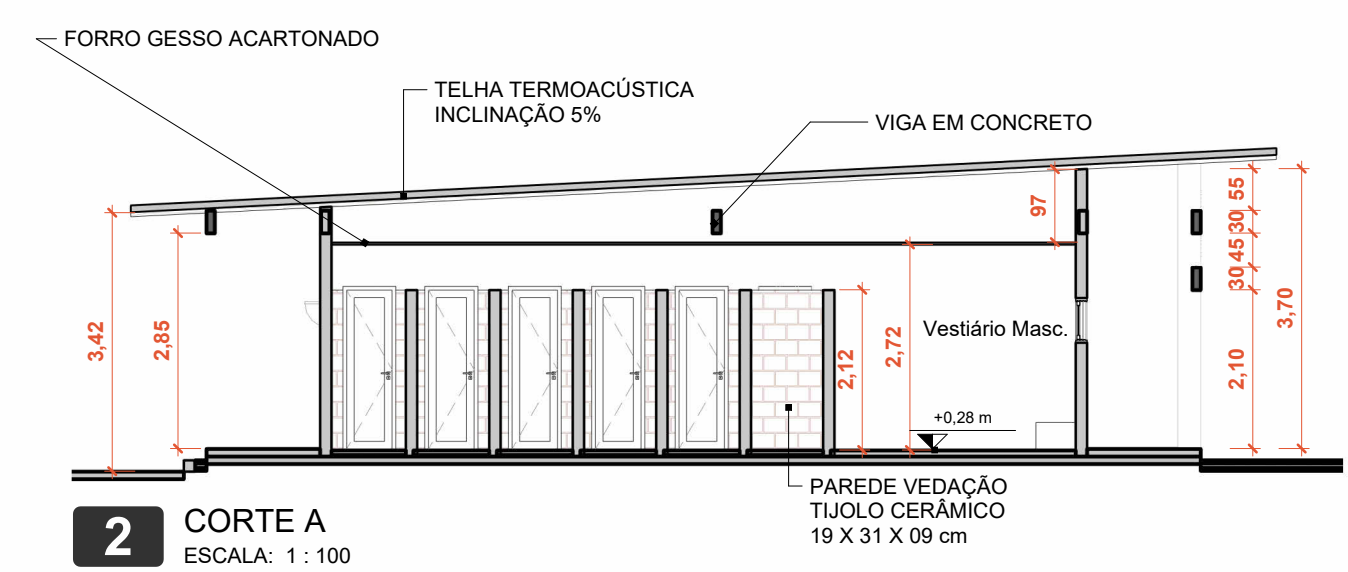 FORRO GESSO ACARTONADO
TELHA TERMOACÚSTICA
INCLINAÇÃO 5%
VIGA EM CONCRETO
3,42
2,85
2,12
2,72
97
Vestiário Masc.
+0,28 m
55
30
45
30
2,10
3,70
PAREDE VEDAÇÃO
TIJOLO CERÂMICO
19 X 31 X 09 cm
2
CORTE A
ESCALA: 1 : 100